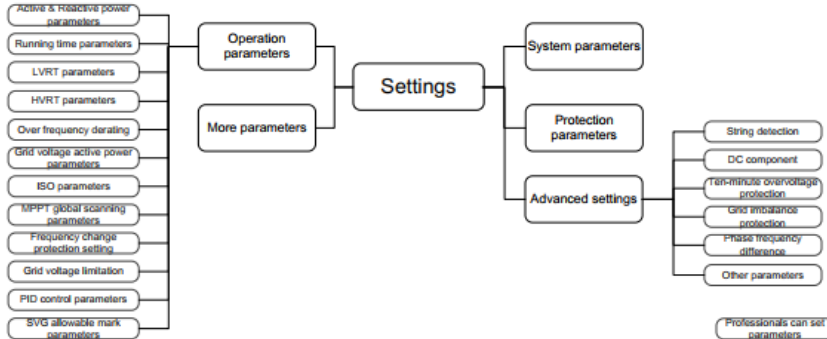 Active & Reactive power
parameters
Running time parameters
LVRT parameters
HVRT parameters
Over frequency derating
Grid voltage active power
parameters
ISO parameters
MPPT global scanning
parameters
Frequency change
protection setting
Grid voltage limitation
PID control parameters
SVG allowable mark
parameters
Operation
parameters
More parameters
Settings
System parameters
Protection
parameters
Advanced settings
String detection
DC component
Ten-minute overvoltage
protection
Grid imbalance
protection
Phase frequency
difference
Other parameters
Professionals can set
parameters